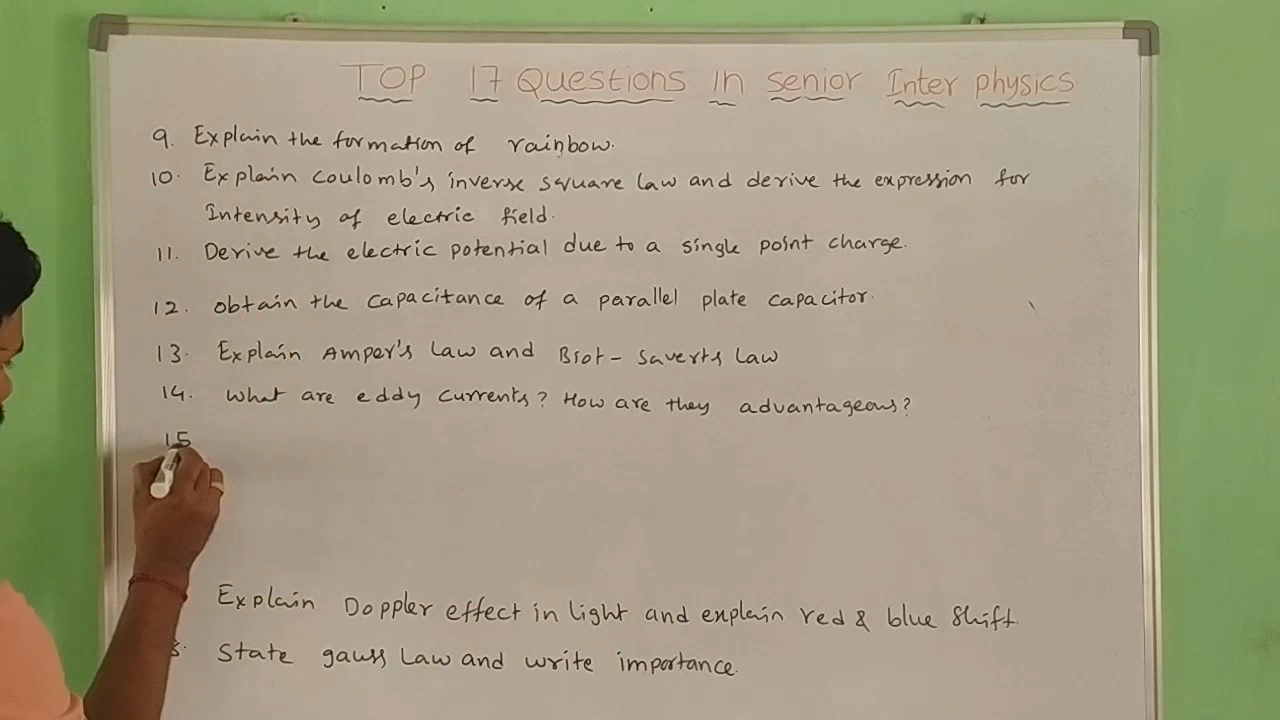 TOP 17 Questions in senior Inter physics
9. Explain the formation of rainbow.
10. Explain coulomb's inverse square law and derive the expression for
Intensity of electric field.
11. Derive the electric potential due to a single point charge.
12. obtain the capacitance of a parallel plate capacitor.
13. Explain Amper's law and Biot-Saverts law
14. What are eddy currents? How are they advantageous?
15
Explain Doppler effect in light and explain red & blue shift.
State gauss law and write importance.